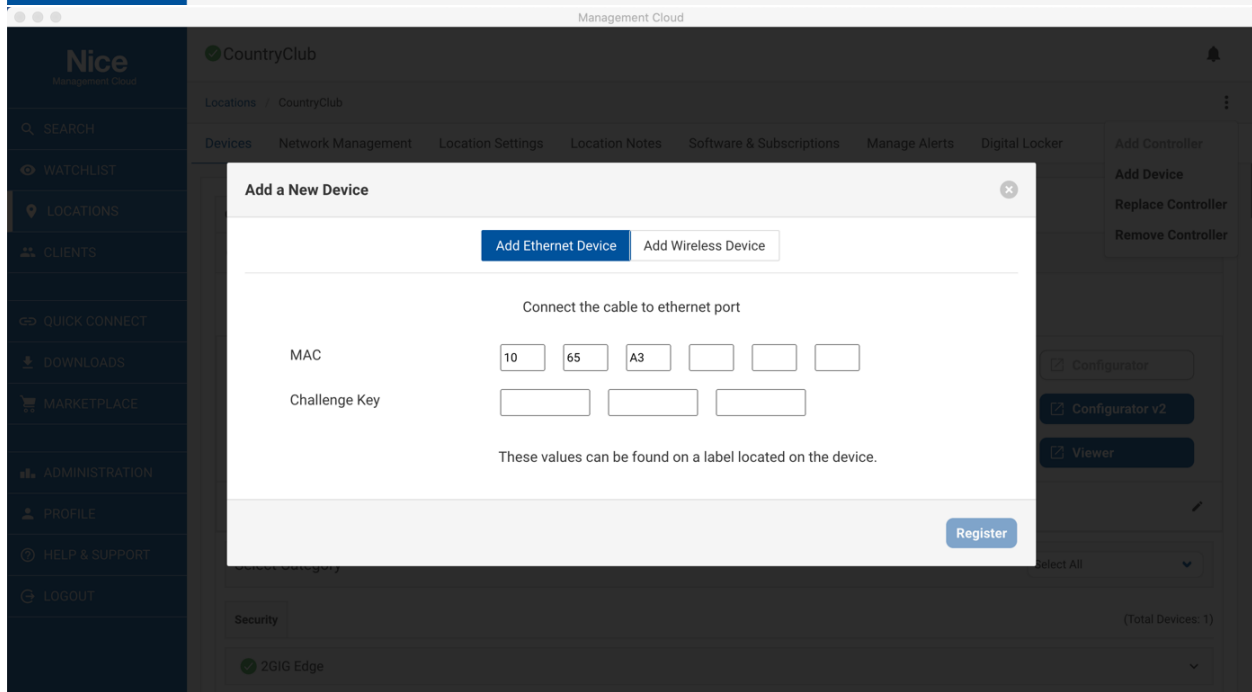 Management Cloud
Nice
Management Cloud
SEARCH
WATCHLIST
LOCATIONS
CLIENTS
QUICK CONNECT
DOWNLOADS
MARKETPLACE
ADMINISTRATION
PROFILE
HELP & SUPPORT
LOGOUT
CountryClub
Locations / CountryClub
Devices Network Management Location Settings Location Notes Software & Subscriptions Manage Alerts Digital Locker
Add Controller
Add Device
Replace Controller
Remove Controller
Add a New Device
Add Ethernet Device Add Wireless Device
Connect the cable to ethernet port
MAC 10 65 A3
Challenge Key
These values can be found on a label located on the device.
Register
Configurator
Configurator v2
Viewer
Select Category Select All
Security (Total Devices: 1)
2GIG Edge